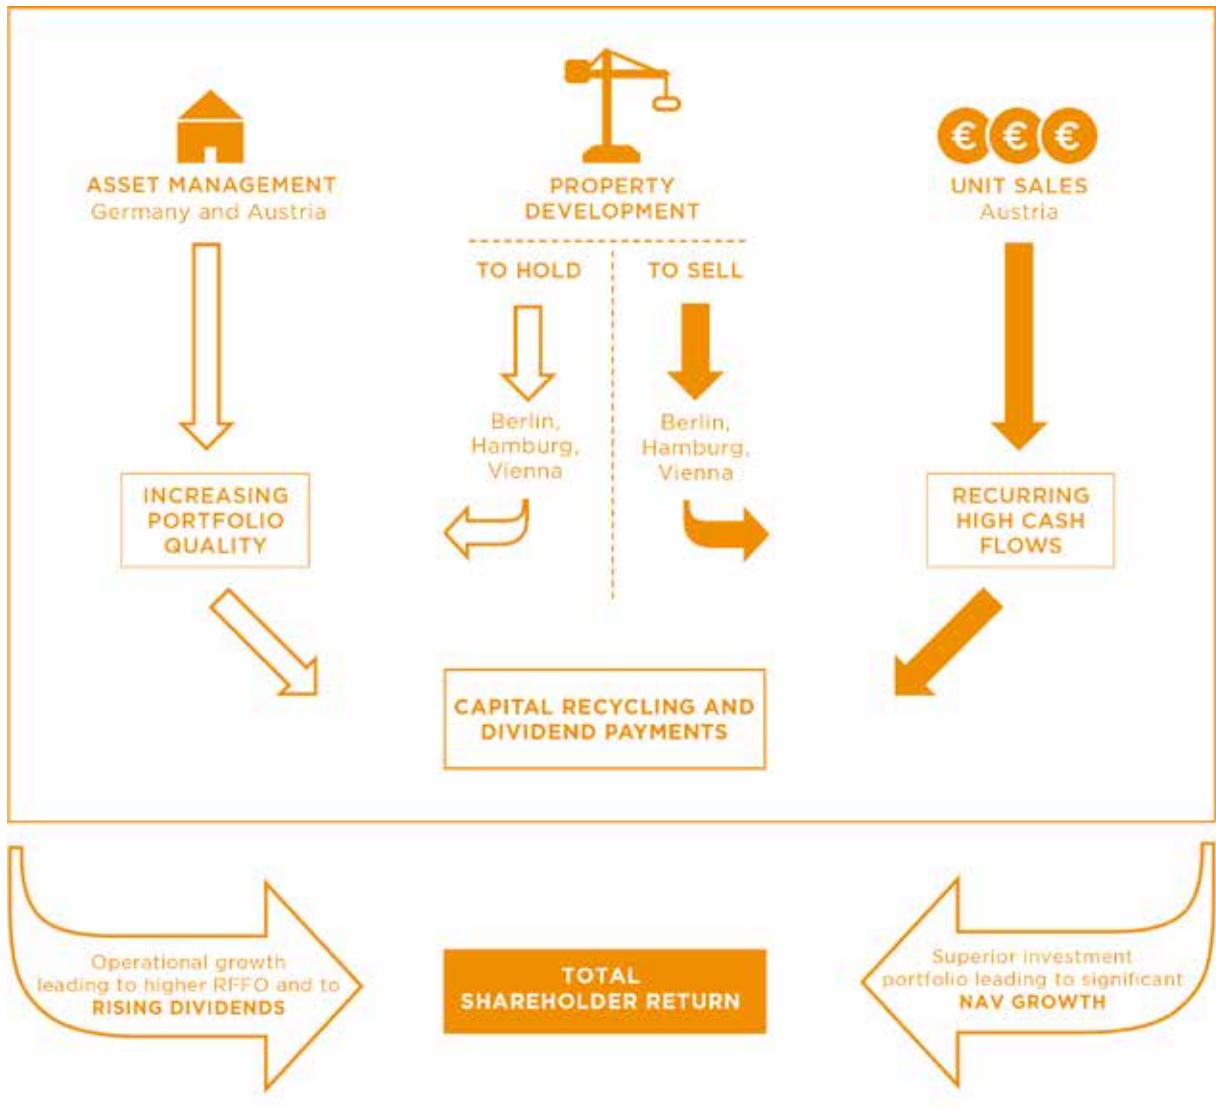 ASSET MANAGEMENT
Germany and Austria
PROPERTY
DEVELOPMENT
€ € €
UNIT SALES
Austria
TO HOLD
TO SELL
Berlin,
Hamburg,
Vienna
Berlin,
Hamburg,
Vienna
INCREASING
PORTFOLIO
QUALITY
RECURRING
HIGH CASH
FLOWS
CAPITAL RECYCLING AND
DIVIDEND PAYMENTS
Operational growth
leading to higher RFFO and to
RISING DIVIDENDS
TOTAL
SHAREHOLDER RETURN
Superior investment
portfolio leading to significant
NAV GROWTH